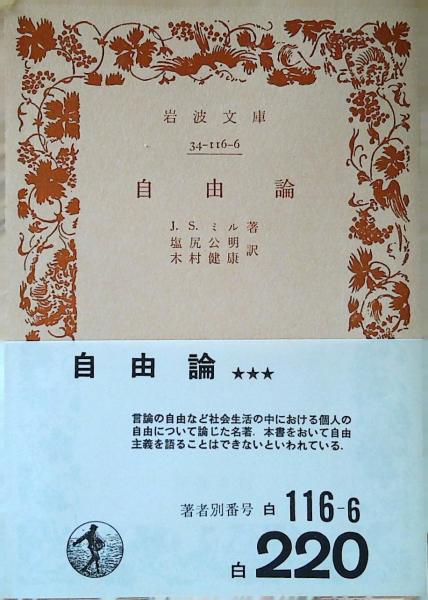 岩波文庫
34-116-6
自由論
J. S. ミル著
塩尻公明
木村健康
訳
自由論 ★★★
言論の自由など社会生活の中における個人の
自由について論じた名著. 本書をおいて自由
主義を語ることはできないといわれている.
著者別番号 白 116-6
白 220